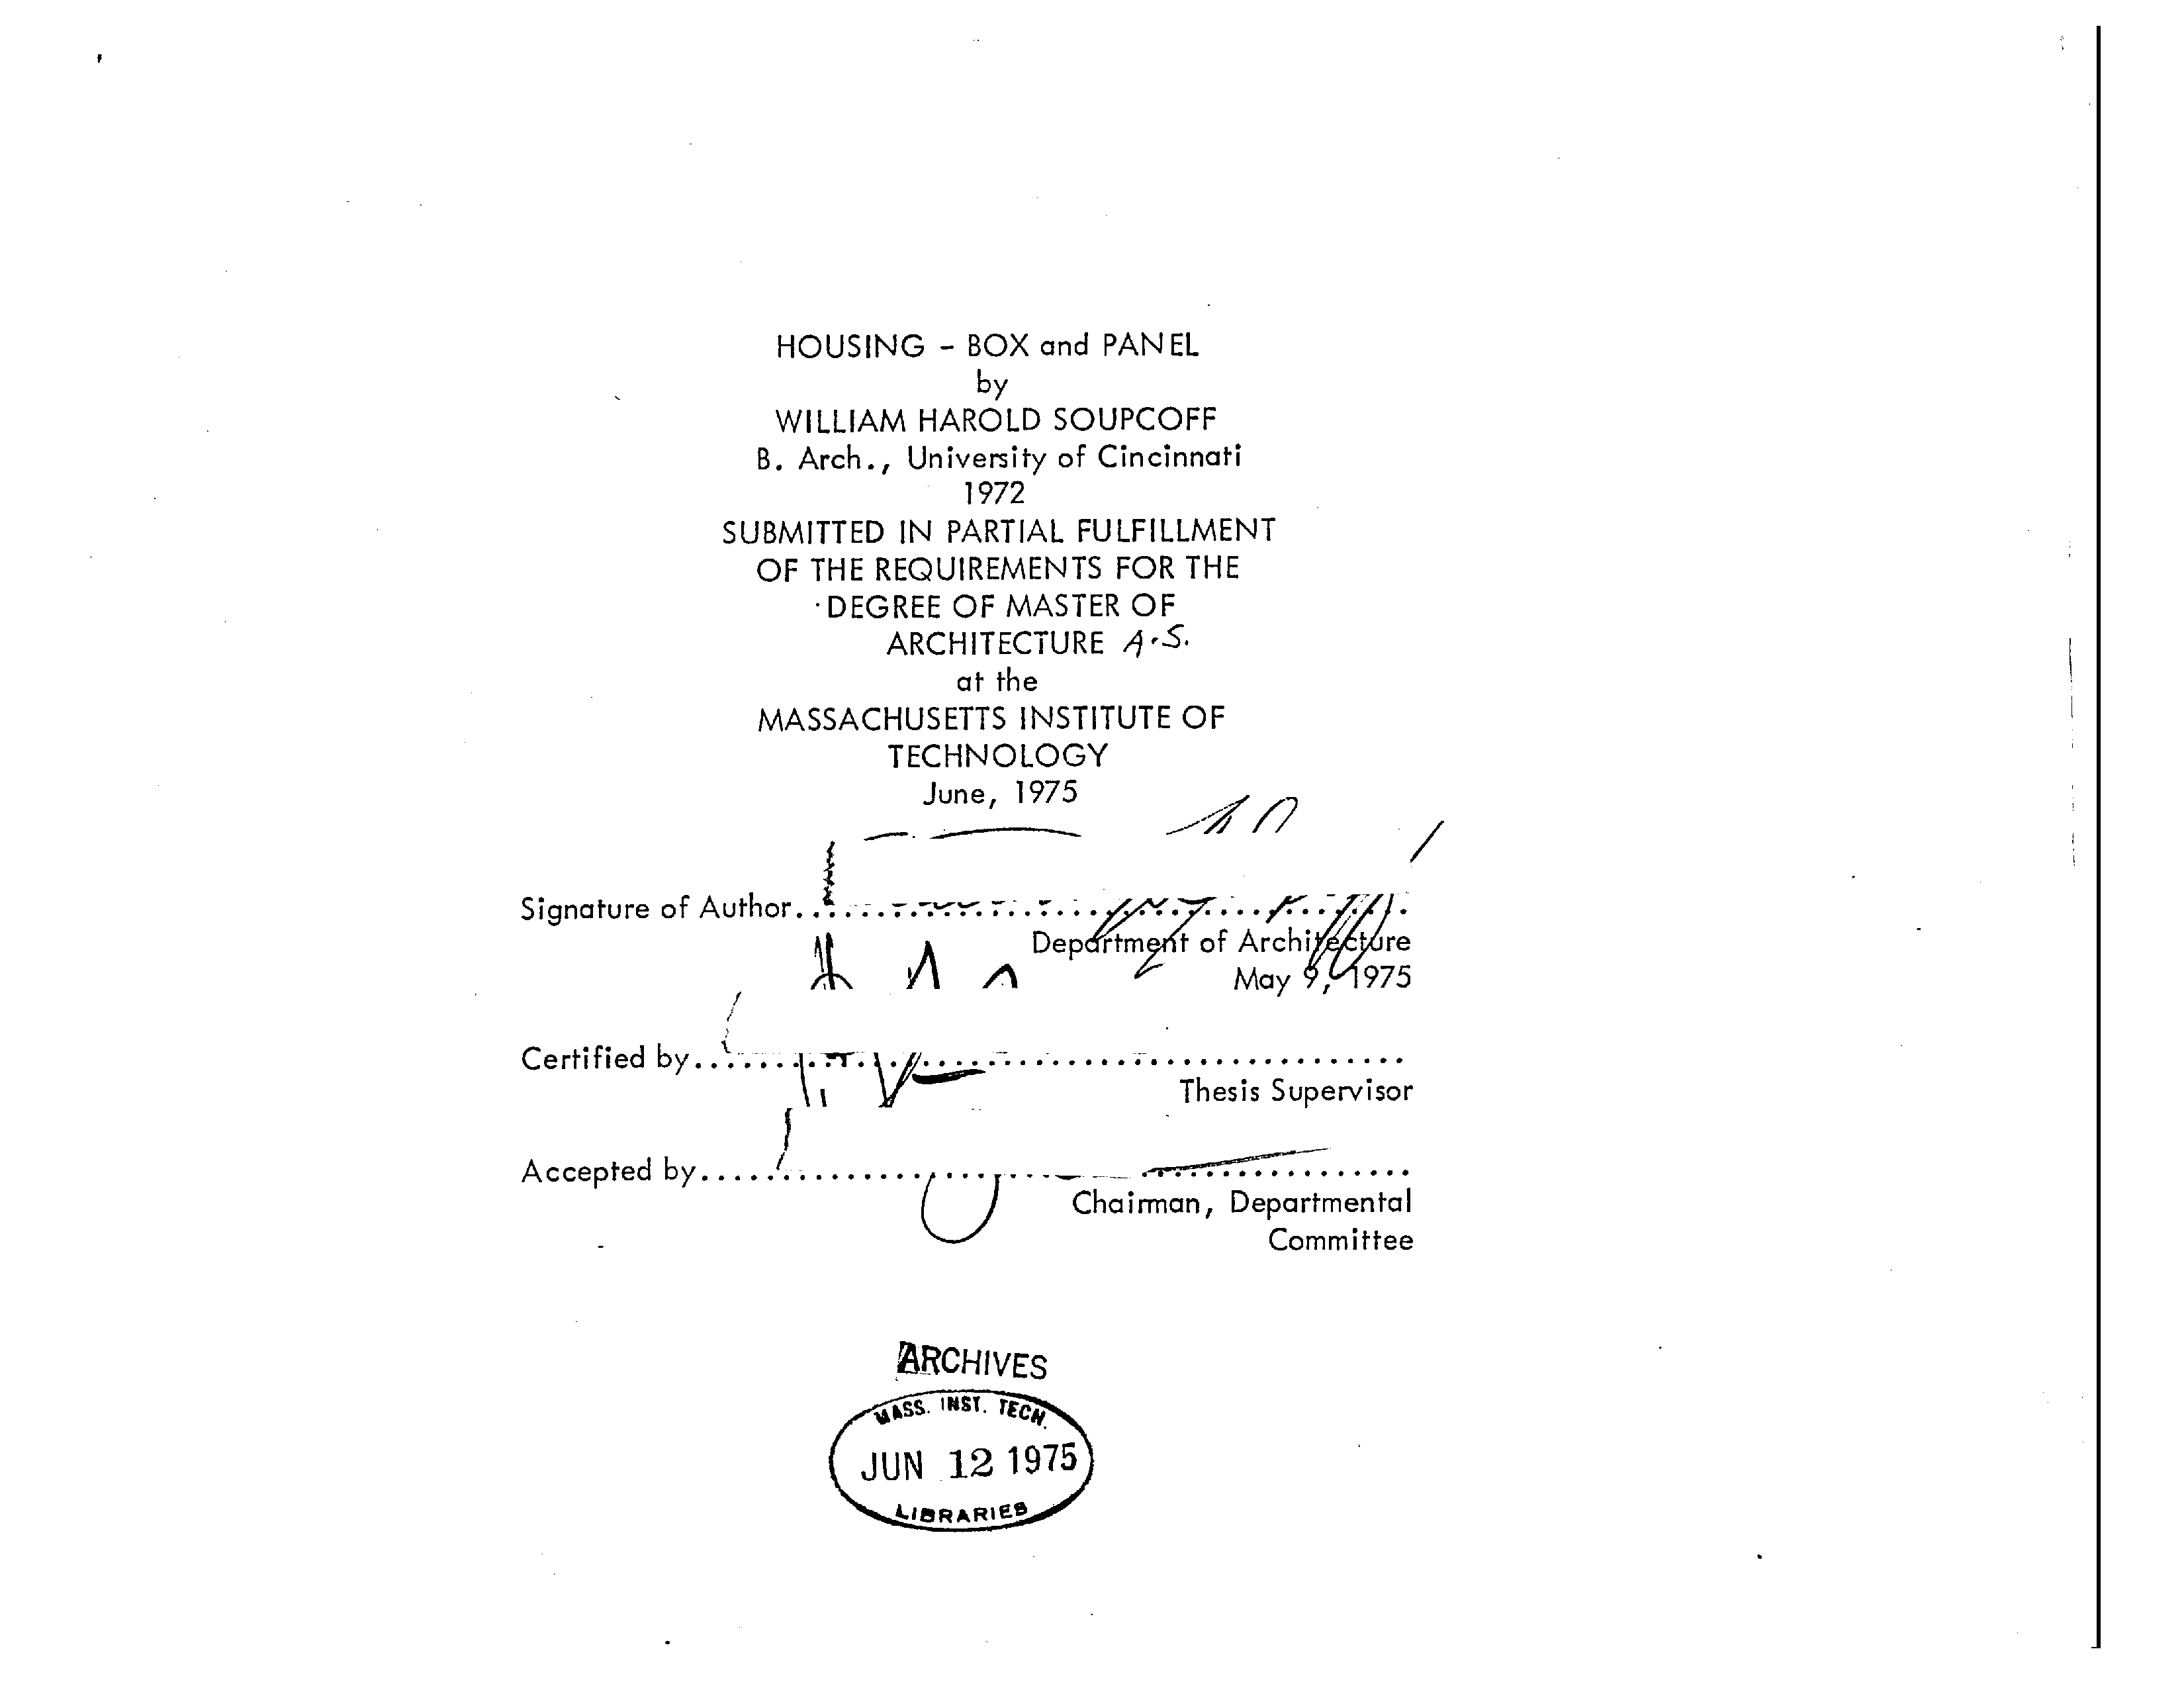 HOUSING - BOX and PANEL
by
WILLIAM HAROLD SOUPCOFF
B. Arch., University of Cincinnati
1972
SUBMITTED IN PARTIAL FULFILLMENT
OF THE REQUIREMENTS FOR THE
DEGREE OF MASTER OF
ARCHITECTURE A.S.
at the
MASSACHUSETTS INSTITUTE OF
TECHNOLOGY
June, 1975
Signature of Author
Department of Architecture
May 9, 1975
Certified by
Thesis Supervisor
Accepted by
Chairman, Departmental
Committee
ARCHIVES
MASS. INST. TECH.
JUN 12 1975
LIBRARIES